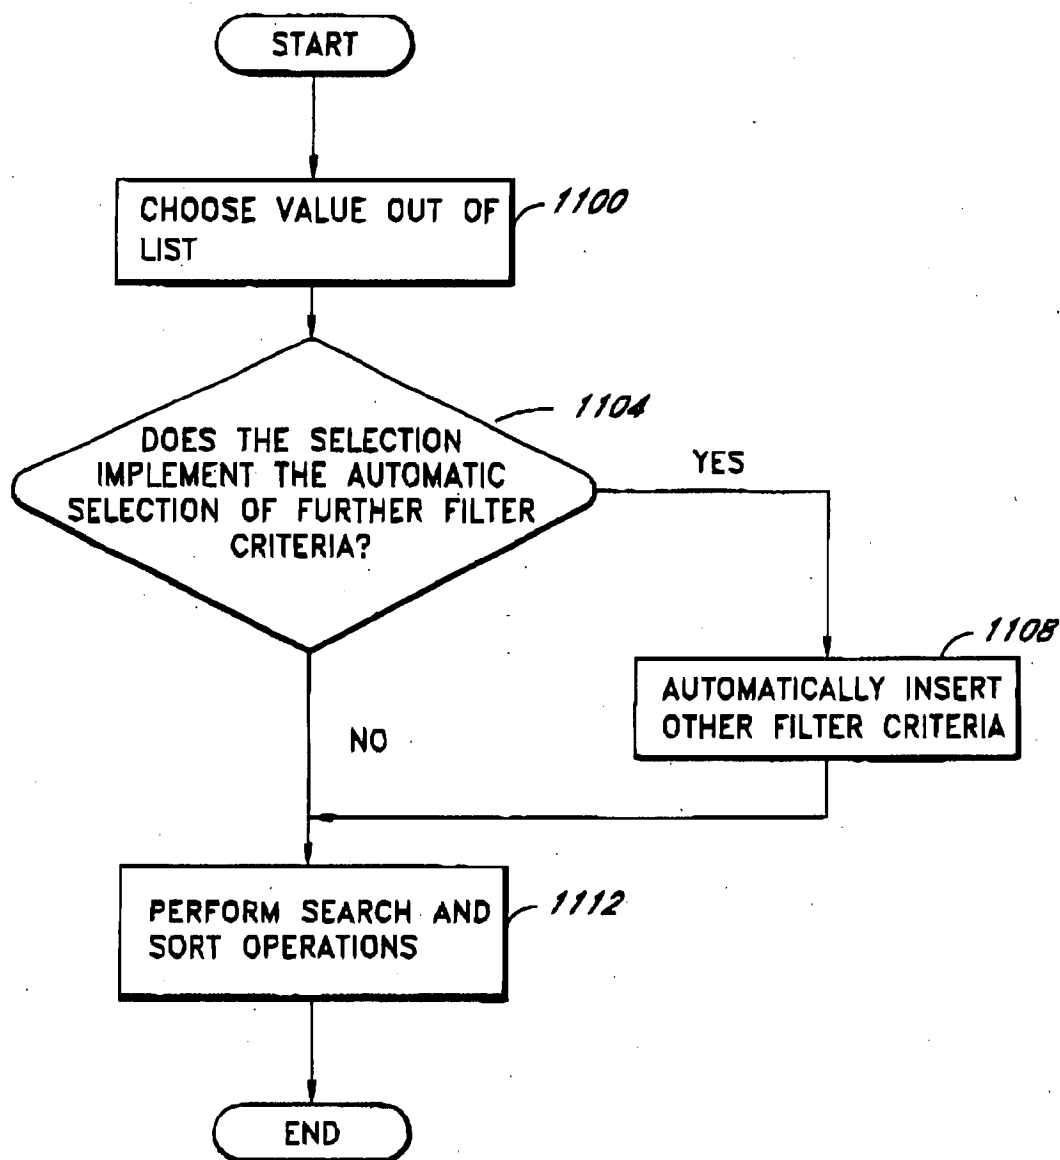 START
CHOOSE VALUE OUT OF
LIST
1100
DOES THE SELECTION
IMPLEMENT THE AUTOMATIC
SELECTION OF FURTHER FILTER
CRITERIA?
1104
YES
1108
AUTOMATICALLY INSERT
OTHER FILTER CRITERIA
NO
PERFORM SEARCH AND
SORT OPERATIONS
1112
END